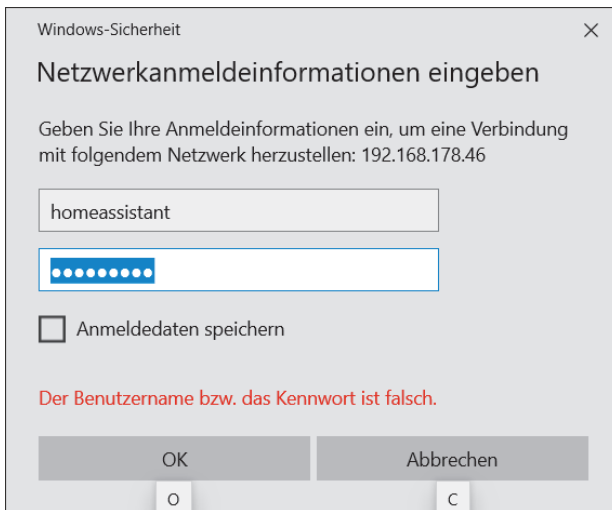 Windows-Sicherheit
Netzwerkanmeldeinformationen eingeben
Geben Sie Ihre Anmeldeinformationen ein, um eine Verbindung
mit folgendem Netzwerk herzustellen: 192.168.178.46
homeassistant
●●●●●●●●●
Anmeldedaten speichern
Der Benutzername bzw. das Kennwort ist falsch.
OK Abbrechen
O C